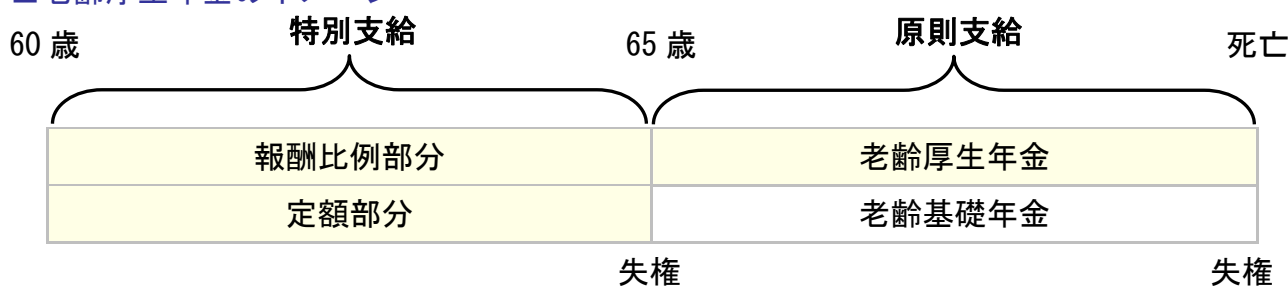 60 歳 特別支給 65 歳 原則支給 死亡
報酬比例部分 老齢厚生年金
定額部分 老齢基礎年金
失権 失権